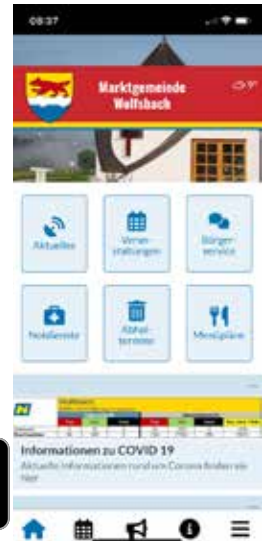 08:37
Marktgemeinde
Wolfsbach
Aktuelles
Veran-
staltungen
Bürger-
service
Notdienste
Abfall-
termine
Menüpläne
Informationen zu COVID 19
Aktuelle Informationen rund um Corona finden sie
hier